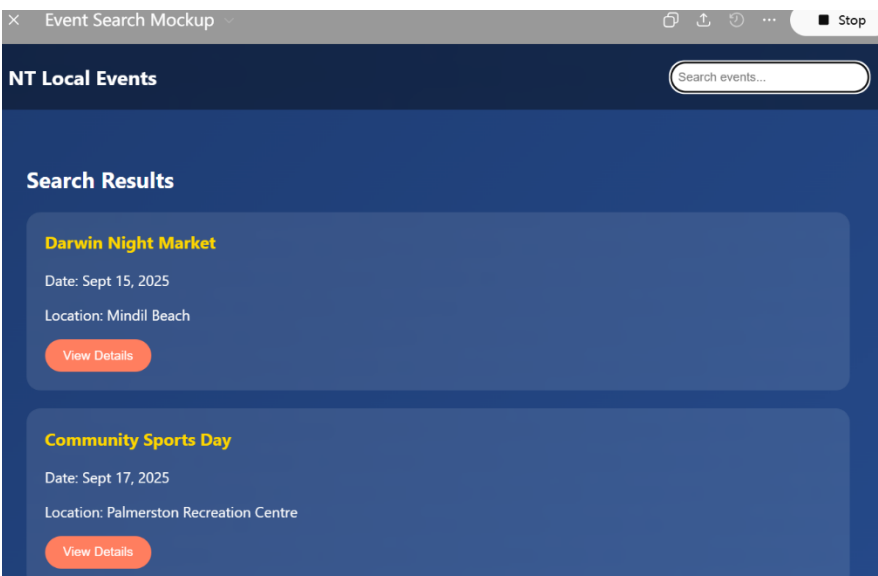 Event Search Mockup
Stop
NT Local Events
Search events...
Search Results
Darwin Night Market
Date: Sept 15, 2025
Location: Mindil Beach
View Details
Community Sports Day
Date: Sept 17, 2025
Location: Palmerston Recreation Centre
View Details